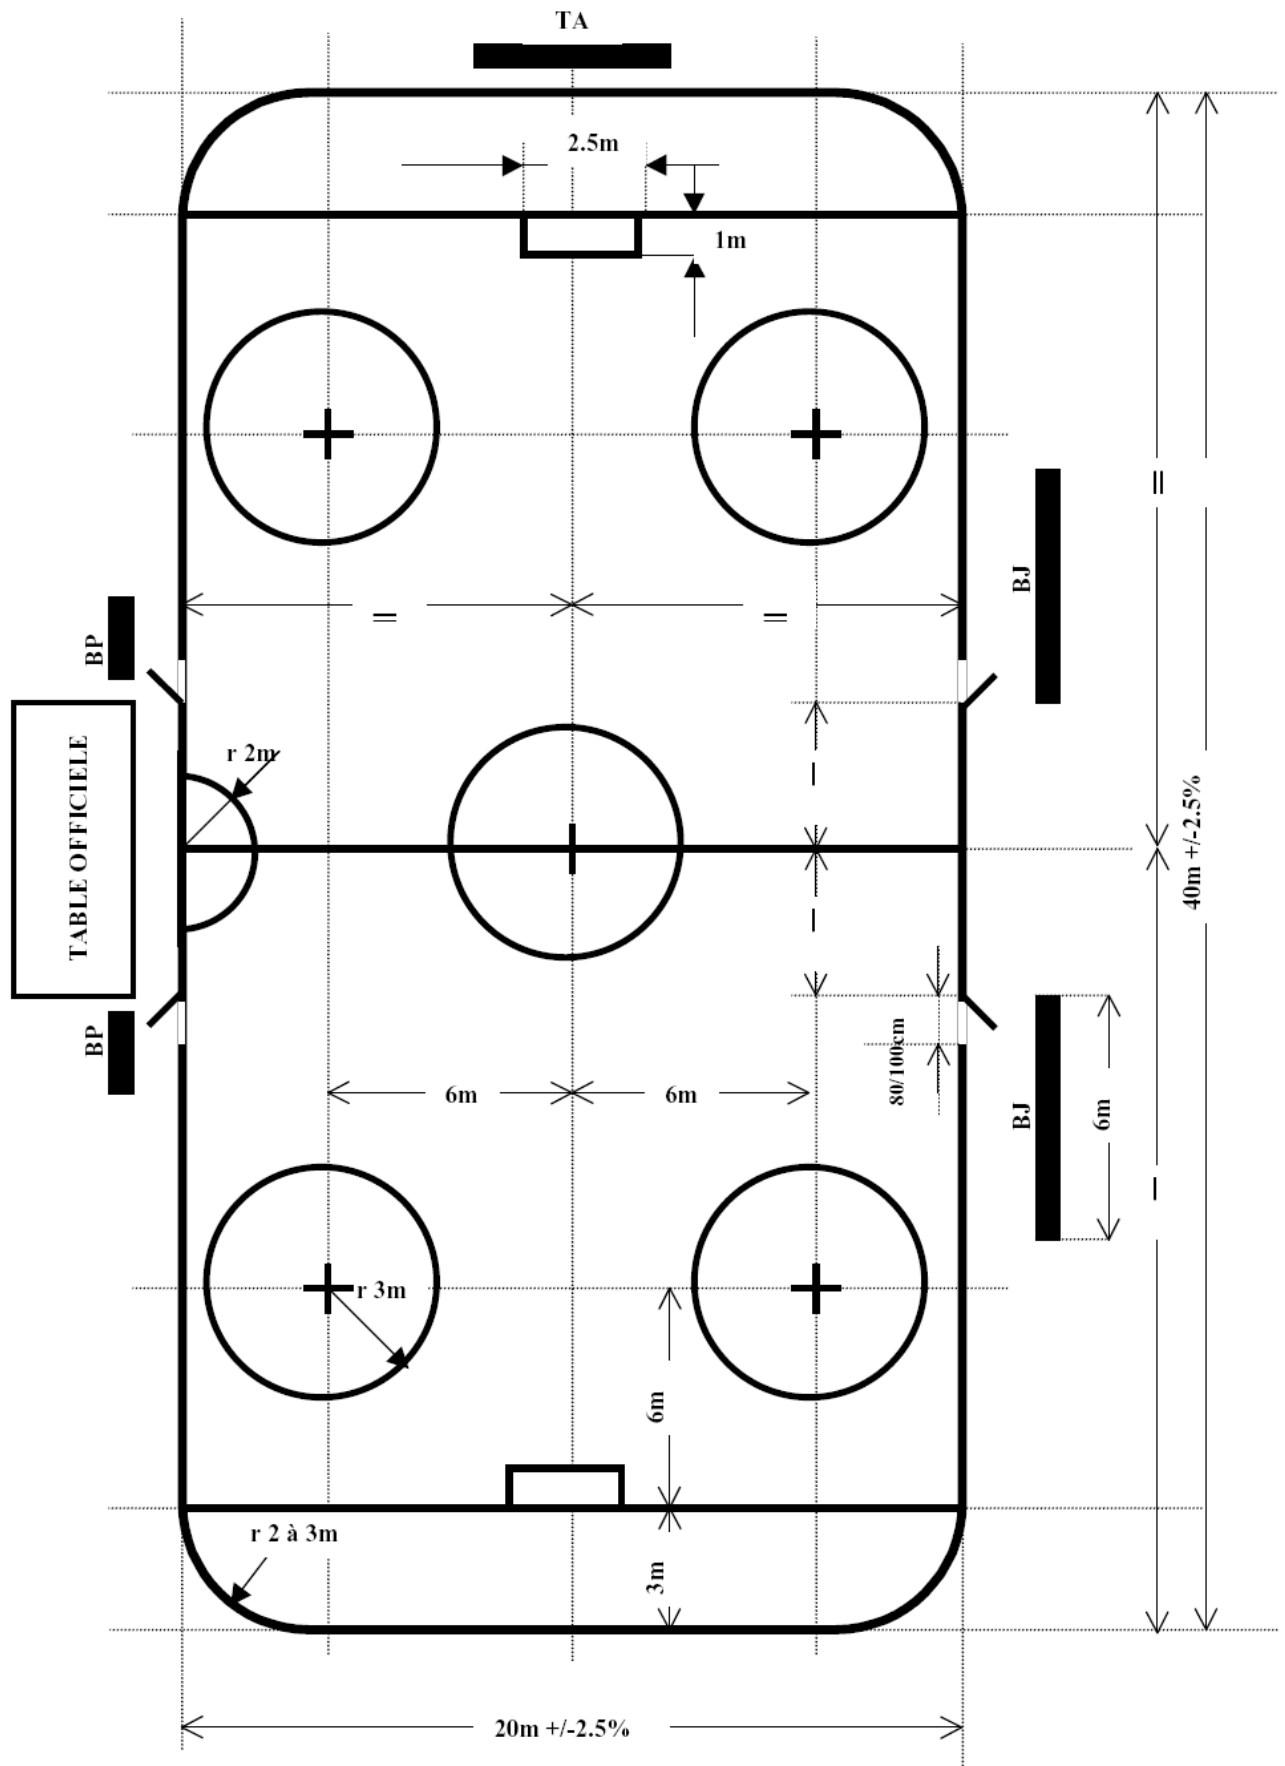 TA
2.5m
1m
BJ
BP
r 2m
TABLE OFFICIELE
40m +/-2.5%
BP
80/100cm
6m
6m
BJ
6m
r 3m
6m
r 2 à 3m
3m
20m +/-2.5%